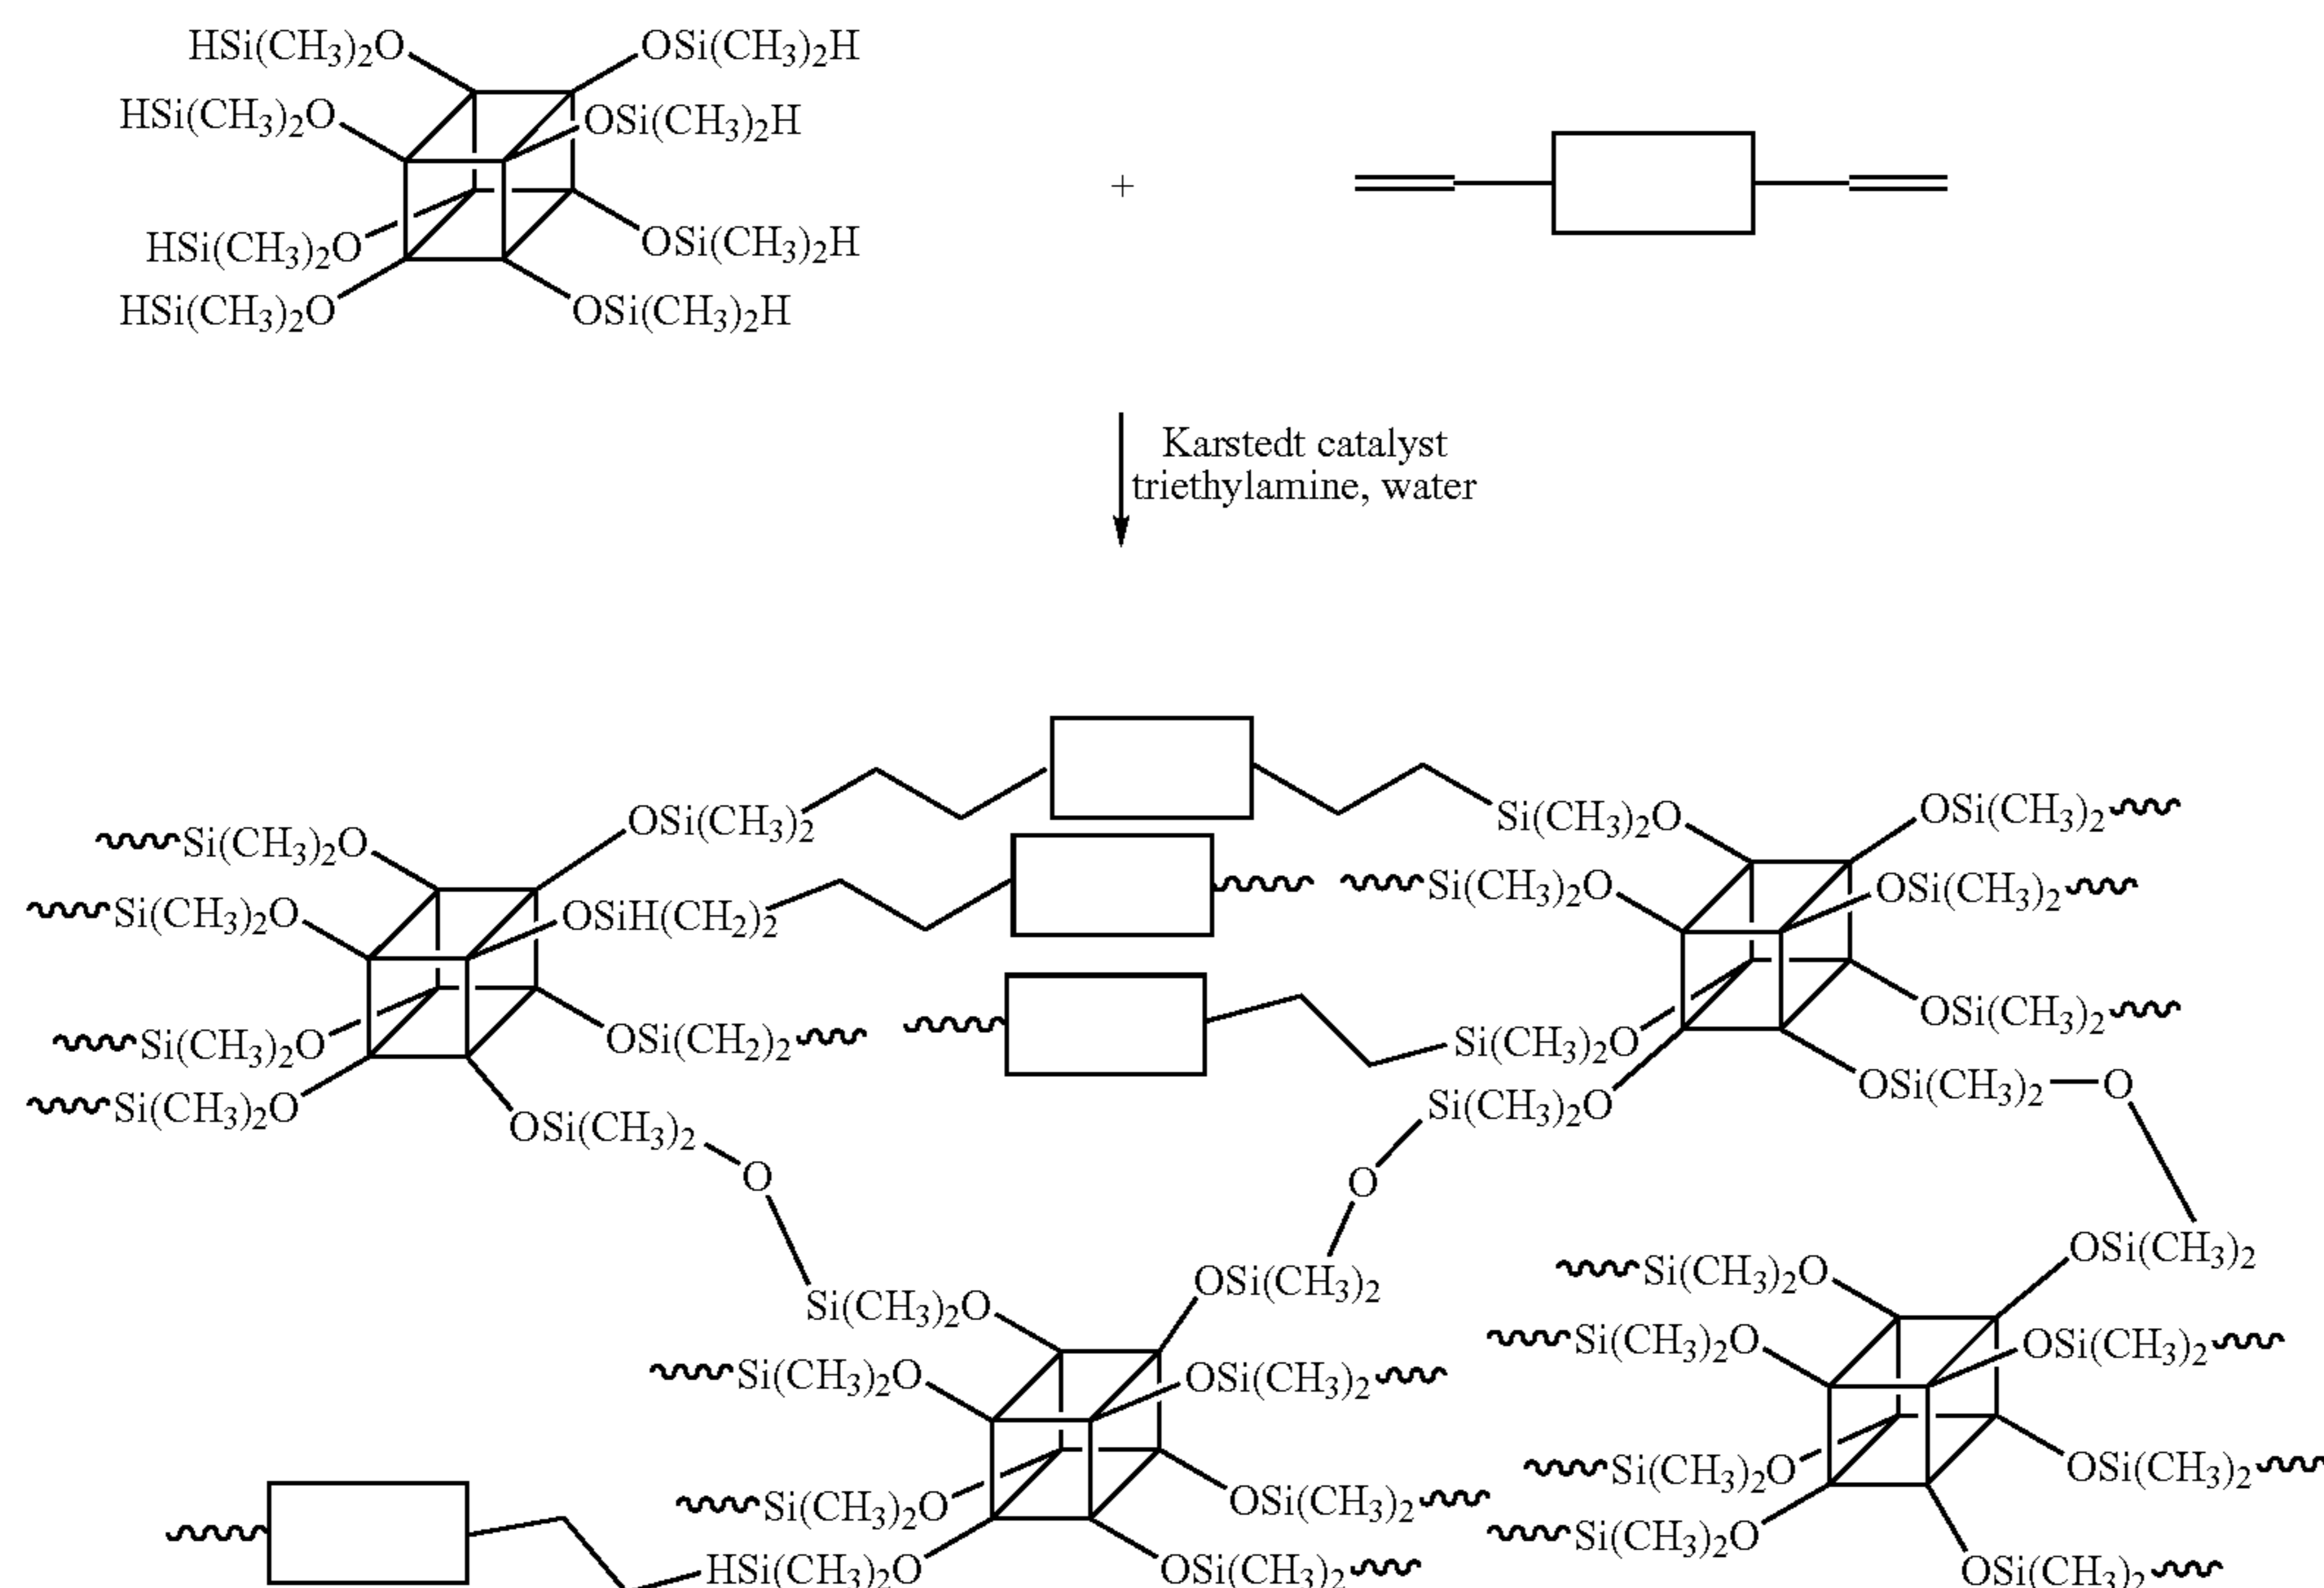 HSi(CH₃)₂O OSi(CH₃)₂H
HSi(CH₃)₂O OSi(CH₃)₂H
+
HSi(CH₃)₂O OSi(CH₃)₂H
HSi(CH₃)₂O OSi(CH₃)₂H
Karstedt catalyst
triethylamine, water
OSi(CH₃)₂ Si(CH₃)₂O OSi(CH₃)₂
Si(CH₃)₂O
Si(CH₃)₂O OSiH(CH₂)₂ Si(CH₃)₂O OSi(CH₃)₂
Si(CH₃)₂O OSi(CH₂)₂ Si(CH₃)₂O OSi(CH₃)₂
Si(CH₃)₂O OSi(CH₃)₂ Si(CH₃)₂O OSi(CH₃)₂ O
O O
Si(CH₃)₂O OSi(CH₃)₂ Si(CH₃)₂O OSi(CH₃)₂
Si(CH₃)₂O OSi(CH₃)₂ Si(CH₃)₂O OSi(CH₃)₂
Si(CH₃)₂O OSi(CH₃)₂ Si(CH₃)₂O OSi(CH₃)₂
HSi(CH₃)₂O OSi(CH₃)₂ Si(CH₃)₂O OSi(CH₃)₂